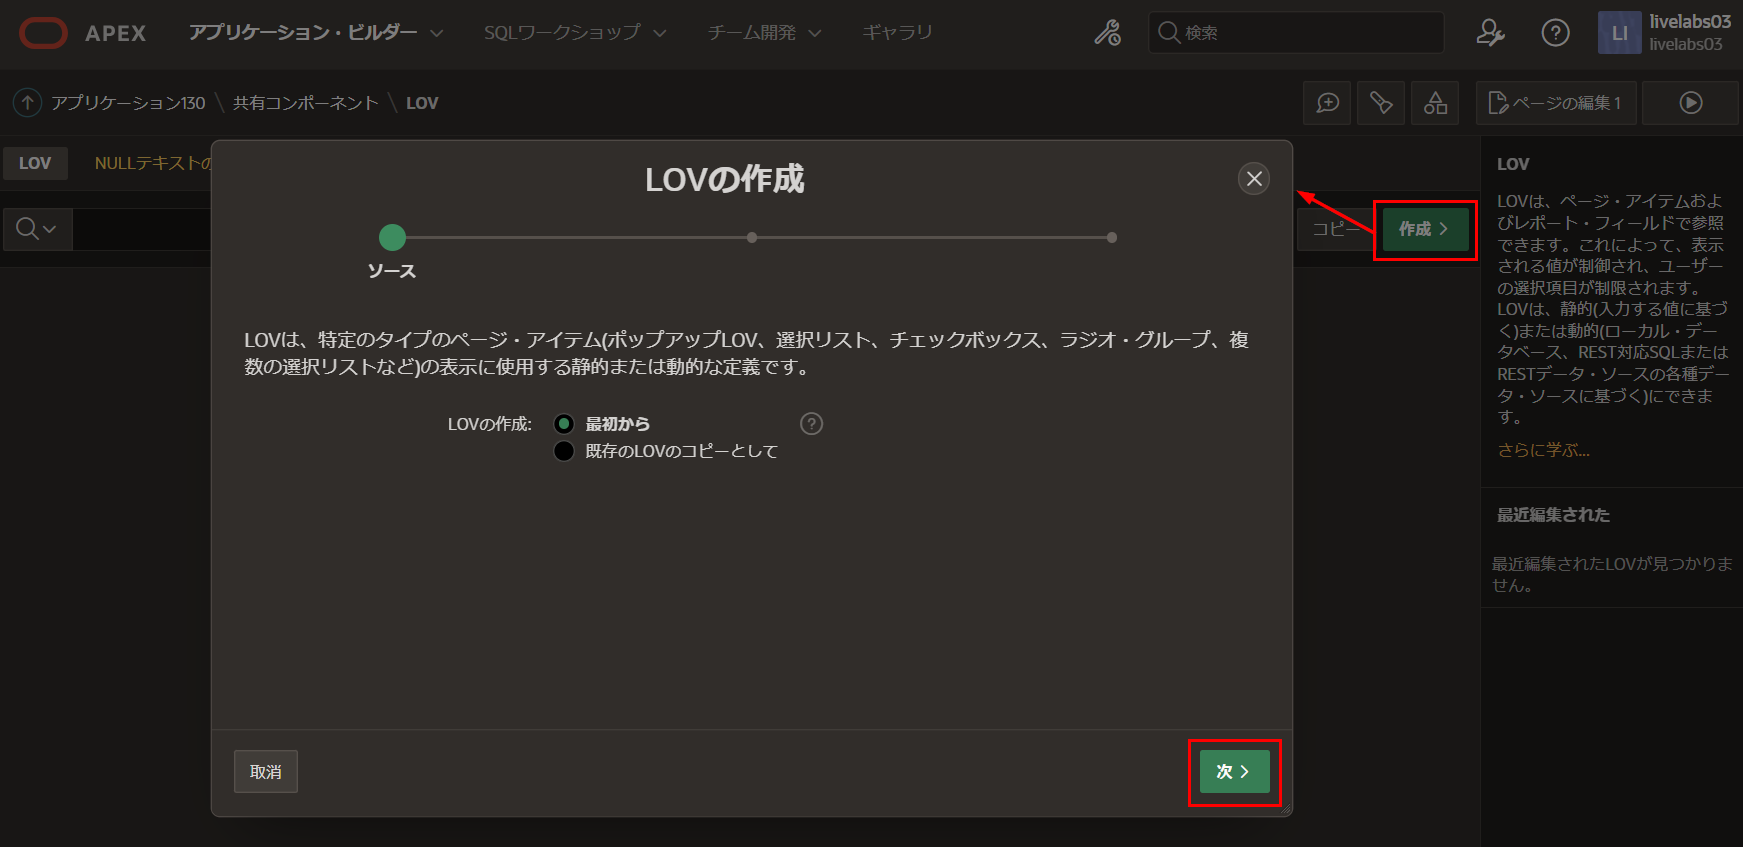 APEX
アプリケーション・ビルダー
SQLワークショップ
チーム開発
ギャラリ
検索
LI
livelabs03
livelabs03
アプリケーション130 \ 共有コンポーネント \ LOV
ページの編集 1
LOV
NULLテキストの
コピー
作成
LOVの作成
ソース
LOVは、特定のタイプのページ・アイテム(ポップアップLOV、選択リスト、チェックボックス、ラジオ・グループ、複
数の選択リストなど)の表示に使用する静的または動的な定義です。
LOVの作成:
最初から
?
既存のLOVのコピーとして
取消
次
LOV
LOVは、ページ・アイテムおよ
びレポート・フィールドで参照
できます。これによって、表示
される値が制御され、ユーザー
の選択項目が制限されます。
LOVは、静的(入力する値に基づ
く)または動的(ローカル・デー
タベース、REST対応SQLまたは
RESTデータ・ソースの各種デー
タ・ソースに基づく)にできま
す。
さらに学ぶ...
最近編集された
最近編集されたLOVが見つかりま
せん。